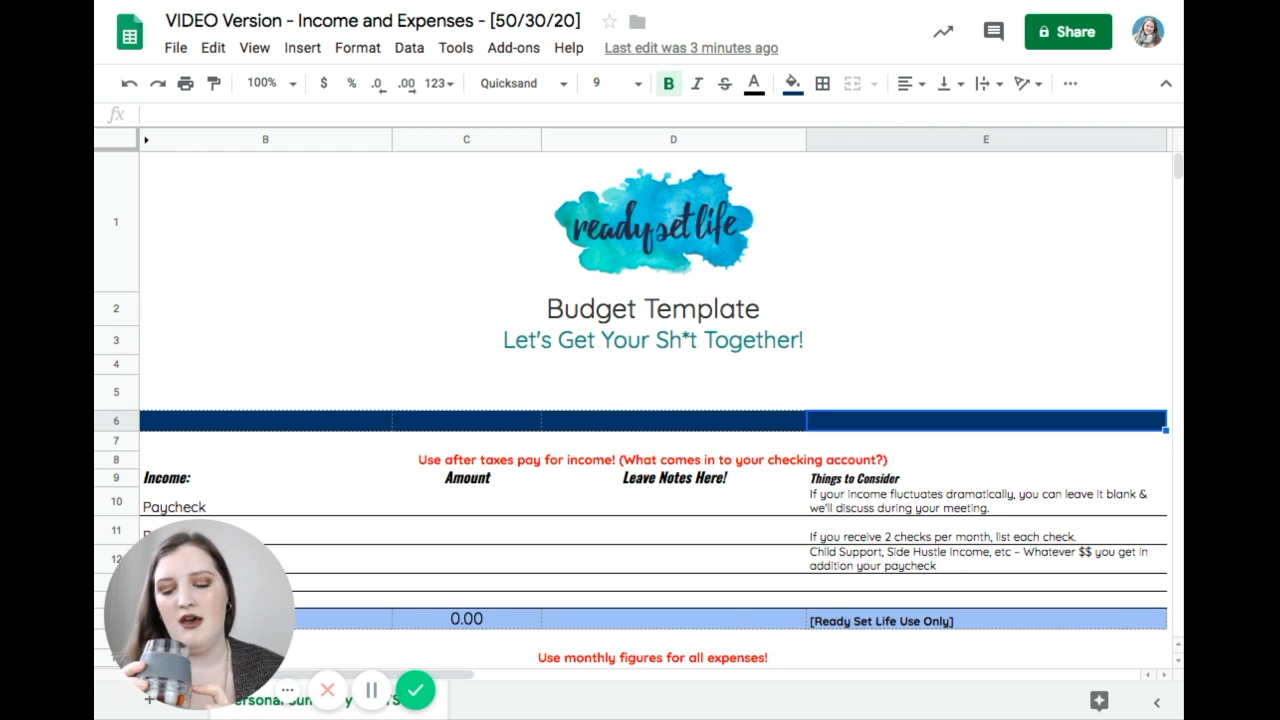 VIDEO Version - Income and Expenses - [50/30/20]
File Edit View Insert Format Data Tools Add-ons Help Last edit was 3 minutes ago
Share
100% $ % .0 .00 123 Quicksand 9 B I S A ...
fx
B C D E
1
ready set life
2 Budget Template
3 Let's Get Your Sh*t Together!
4
5
6
7
8 Use after taxes pay for income! (What comes in to your checking account?)
9 Income: Amount Leave Notes Here! Things to Consider
10 Paycheck If your income fluctuates dramatically, you can leave it blank &
we'll discuss during your meeting.
11 If you receive 2 checks per month, list each check.
12 Child Support, Side Hustle Income, etc – Whatever $$ you get in
addition your paycheck
0.00 [Ready Set Life Use Only]
Use monthly figures for all expenses!